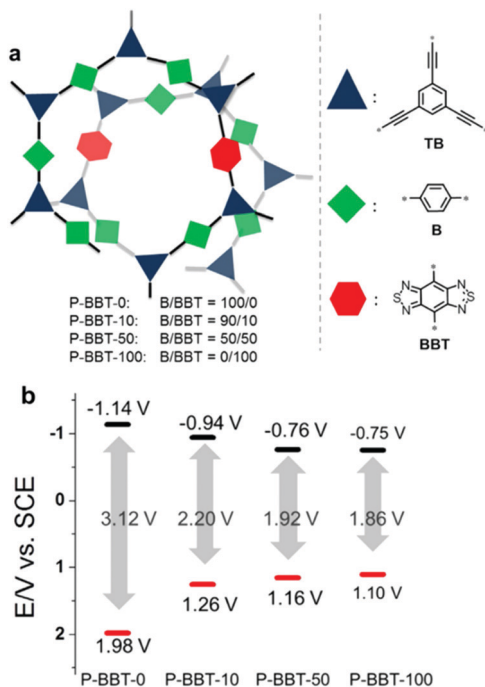 a
:
TB
:
B
:
N
N
S
S
N
N
BBT
P-BBT-0: B/BBT = 100/0
P-BBT-10: B/BBT = 90/10
P-BBT-50: B/BBT = 50/50
P-BBT-100: B/BBT = 0/100
b
E/V vs. SCE
-1
0
1
2
-1.14 V
-0.94 V
-0.76 V
-0.75 V
3.12 V
2.20 V
1.92 V
1.86 V
1.98 V
1.26 V
1.16 V
1.10 V
P-BBT-0 P-BBT-10 P-BBT-50 P-BBT-100